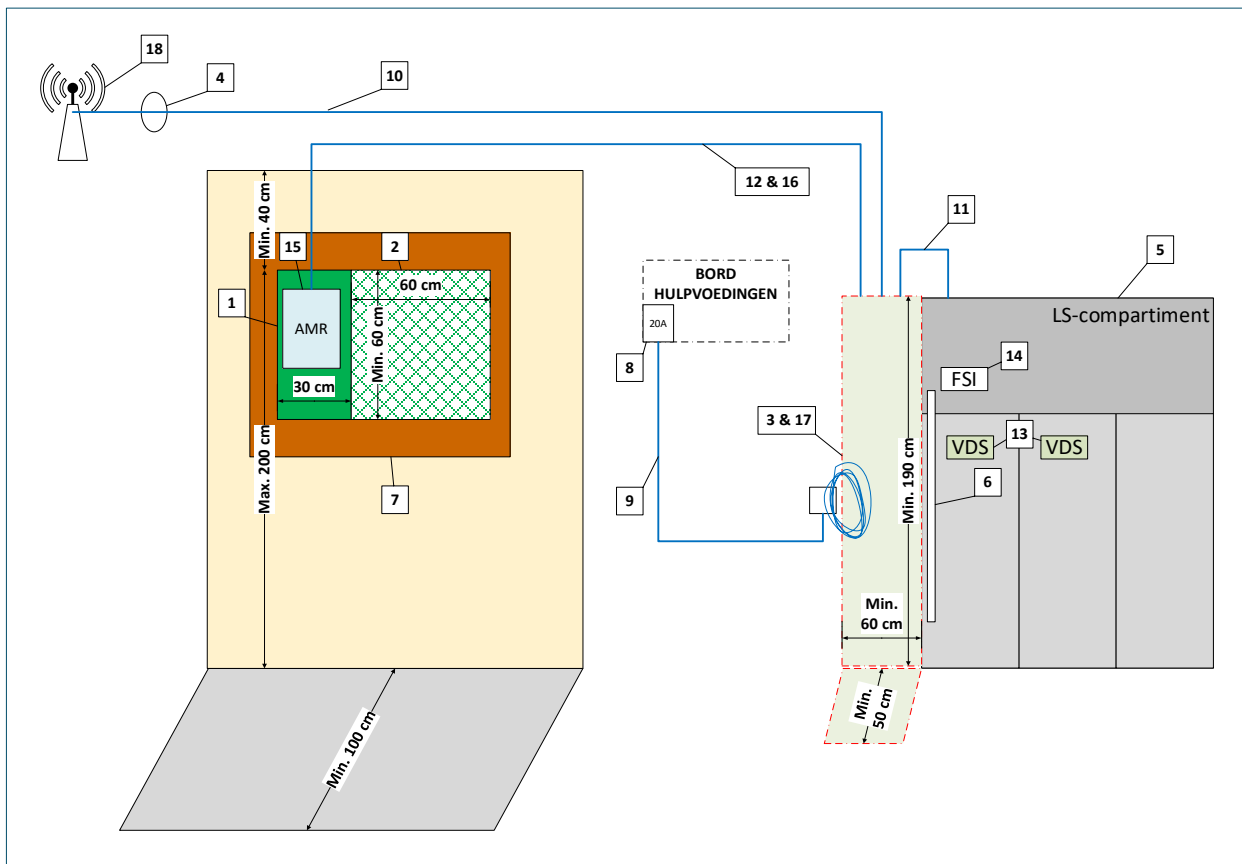 18
4
10
12 & 16
11
5
Min. 40 cm
15
2
60 cm
1
AMR
Min. 60 cm
30 cm
Max. 200 cm
7
Min. 100 cm
BORD
HULPVOEDINGEN
20A
8
9
3 & 17
LS-compartiment
FSI
14
VDS
13
VDS
6
Min. 190 cm
Min.
60 cm
Min.
50 cm